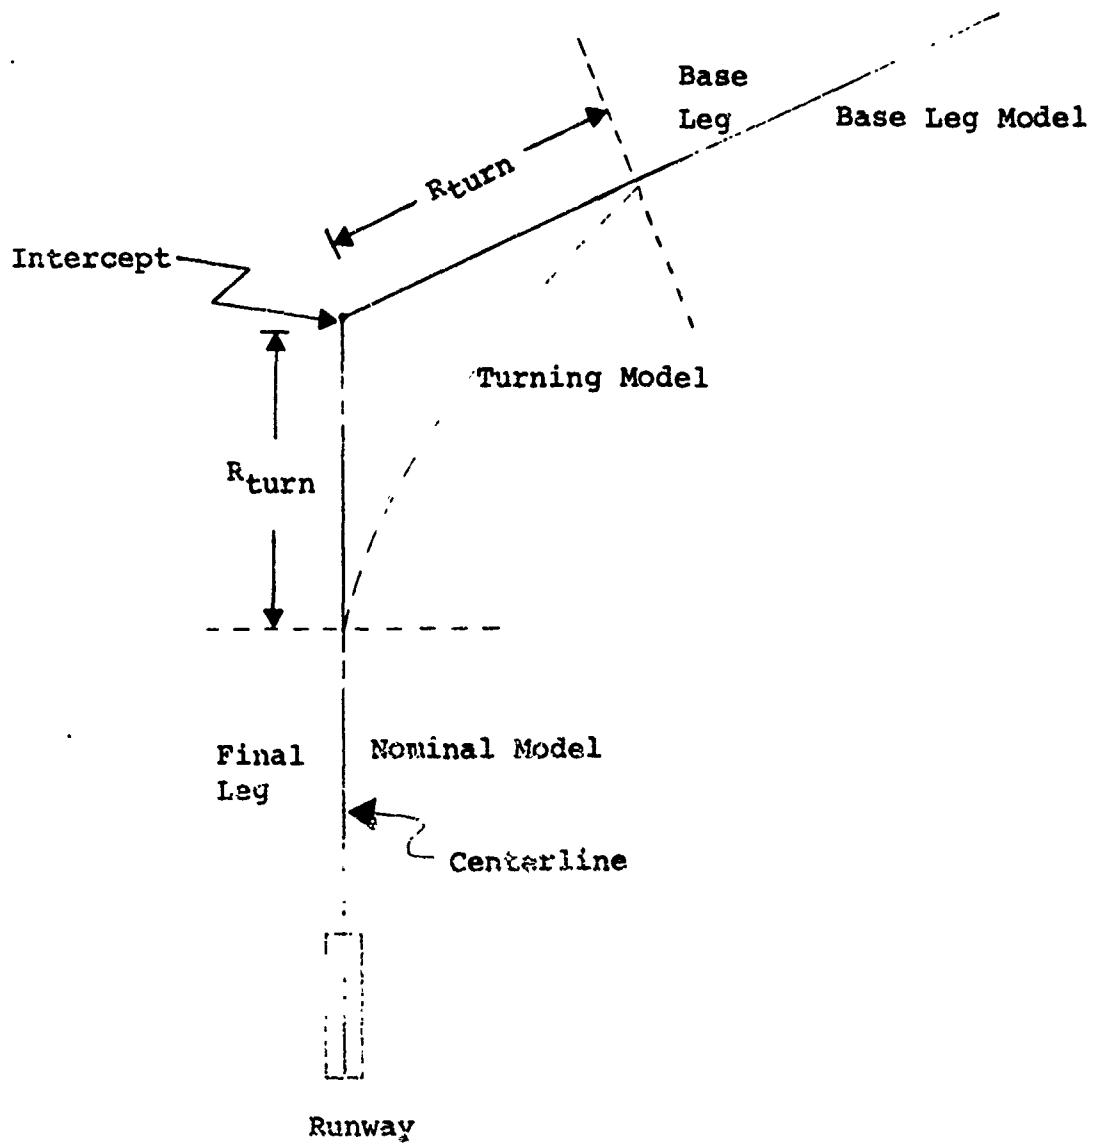 Base
Leg
Base Leg Model
Rturn
Intercept
Turning Model
Rturn
Final
Leg
Nominal Model
Centerline
Runway